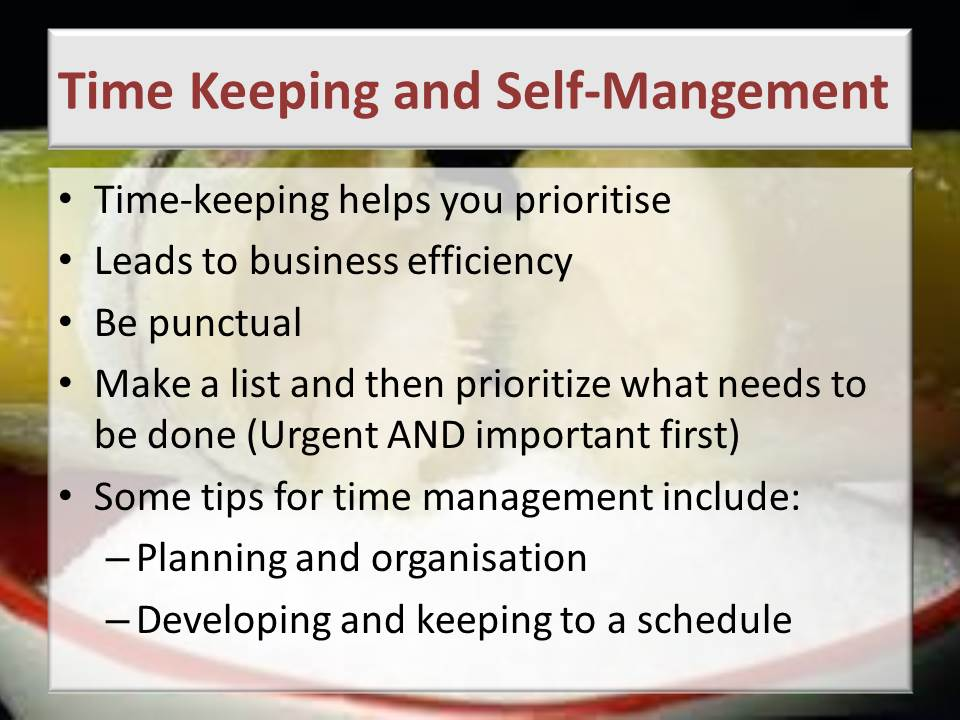 Time Keeping and Self-Mangement
• Time-keeping helps you prioritise
• Leads to business efficiency
• Be punctual
• Make a list and then prioritize what needs to
be done (Urgent AND important first)
• Some tips for time management include:
– Planning and organisation
– Developing and keeping to a schedule